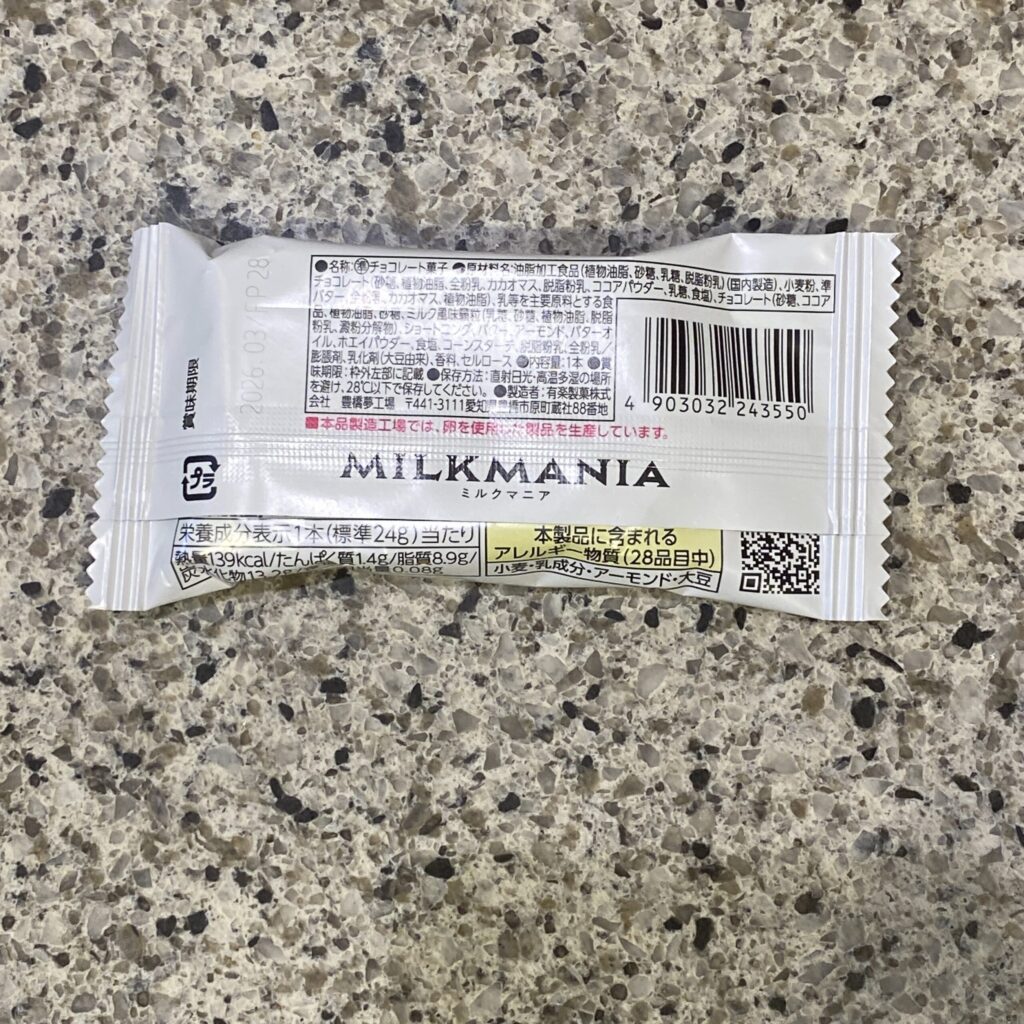 ●名称:準チョコレート菓子 ●原材料名:油脂加工食品(植物油脂、砂糖、乳糖、脱脂粉乳)(国内製造)、小麦粉、準
チョコレート(砂糖、植物油脂、全粉乳、カカオマス、脱脂粉乳、ココアパウダー、乳糖、食塩)、チョコレート(砂糖、ココア
バター、全粉乳、カカオマス、植物油脂)、乳等を主要原料とする食
品、植物油脂、砂糖、ミルク風味顆粒(乳糖、砂糖、植物油脂、脱脂
粉乳、澱粉分解物)、ショートニング、バター、アーモンド、バターオ
イル、ホエイパウダー、食塩、コーンスターチ、脱脂粉乳、全粉乳/
膨脹剤、乳化剤(大豆由来)、香料、セルロース ●内容量:1本 ●賞
味期限:枠外左部に記載 ●保存方法:直射日光・高温多湿の場所
を避け、28℃以下で保存してください。●製造者:有楽製菓株式
会社 豊橋夢工場 〒441-3111愛知県豊橋市原町蔵社88番地
4 903032 243550
■本品製造工場では、卵を使用した製品を生産しています。
賞味期限
2026 03 FP 28
プラ
MILKMANIA
ミルクマニア
栄養成分表示1本(標準24g)当たり
熱量139kcal/たんぱく質1.4g/脂質8.9g/
炭水化物13.2 0.08g
本製品に含まれる
アレルギー物質(28品目中)
小麦・乳成分・アーモンド・大豆